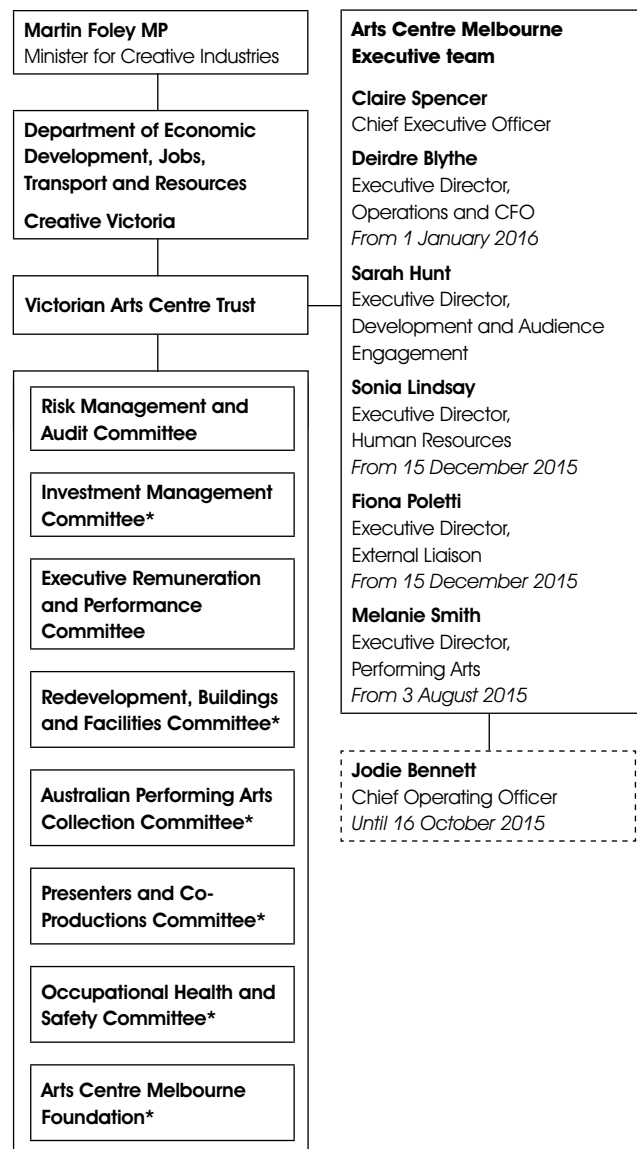 Martin Foley MP
Minister for Creative Industries
Department of Economic
Development, Jobs,
Transport and Resources
Creative Victoria
Victorian Arts Centre Trust
Risk Management and
Audit Committee
Investment Management
Committee*
Executive Remuneration
and Performance
Committee
Redevelopment, Buildings
and Facilities Committee*
Australian Performing Arts
Collection Committee*
Presenters and Co-
Productions Committee*
Occupational Health and
Safety Committee*
Arts Centre Melbourne
Foundation*
Arts Centre Melbourne
Executive team
Claire Spencer
Chief Executive Officer
Deirdre Blythe
Executive Director,
Operations and CFO
From 1 January 2016
Sarah Hunt
Executive Director,
Development and Audience
Engagement
Sonia Lindsay
Executive Director,
Human Resources
From 15 December 2015
Fiona Poletti
Executive Director,
External Liaison
From 15 December 2015
Melanie Smith
Executive Director,
Performing Arts
From 3 August 2015
Jodie Bennett
Chief Operating Officer
Until 16 October 2015